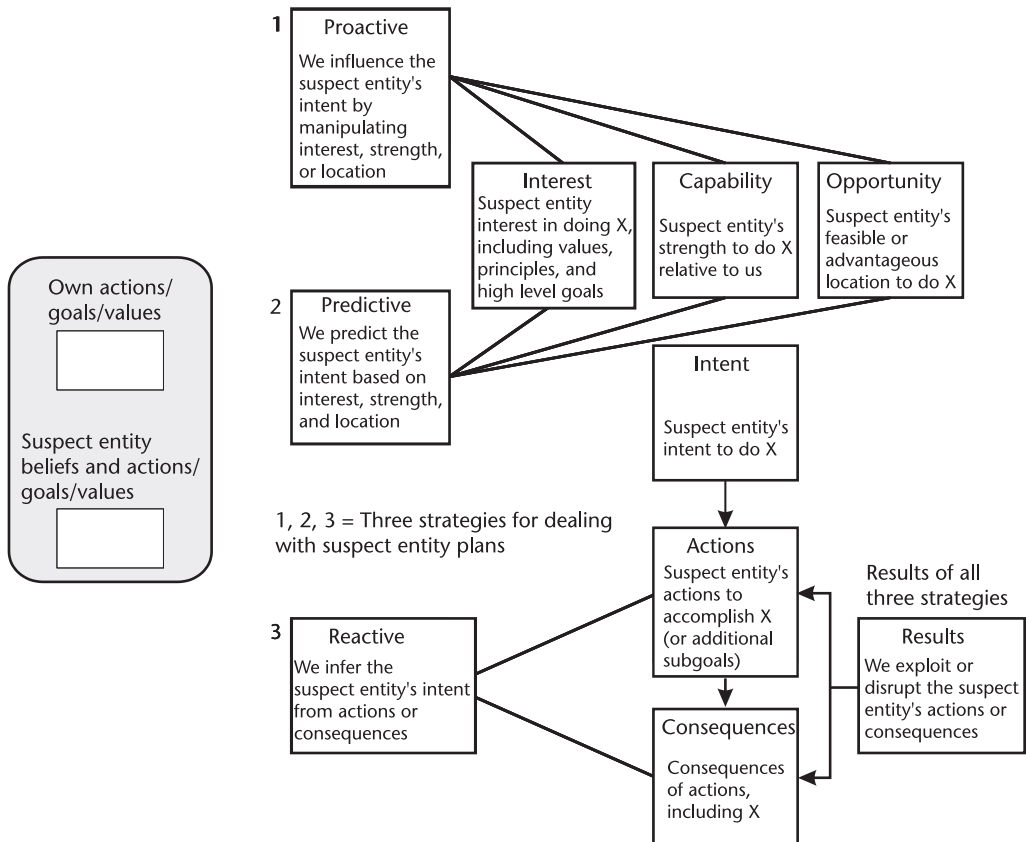 1
Proactive
We influence the
suspect entity's
intent by
manipulating
interest, strength,
or location
Interest
Suspect entity
interest in doing X,
including values,
principles, and
high level goals
Capability
Suspect entity's
strength to do X
relative to us
Opportunity
Suspect entity's
feasible or
advantageous
location to do X
Own actions/
goals/values
Suspect entity
beliefs and actions/
goals/values
2
Predictive
We predict the
suspect entity's
intent based on
interest, strength,
and location
Intent
Suspect entity's
intent to do X
1, 2, 3 = Three strategies for dealing
with suspect entity plans
Actions
Suspect entity's
actions to
accomplish X
(or additional
subgoals)
Results of all
three strategies
3
Reactive
We infer the
suspect entity's intent
from actions or
consequences
Results
We exploit or
disrupt the suspect
entity's actions or
consequences
Consequences
Consequences
of actions,
including X